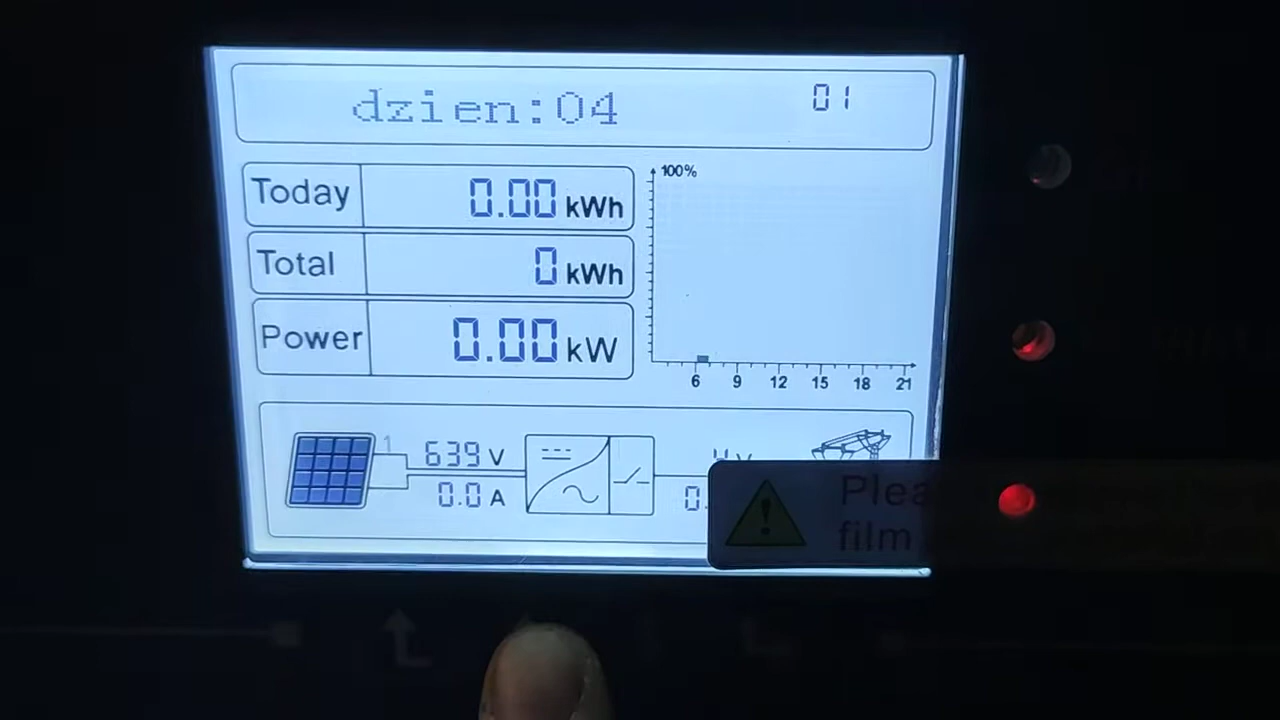 dzien:04 01
Today 0.00 kWh
Total 0 kWh
Power 0.00 kW
100%
6 9 12 15 18 21
1 639 V
0.0 A
film